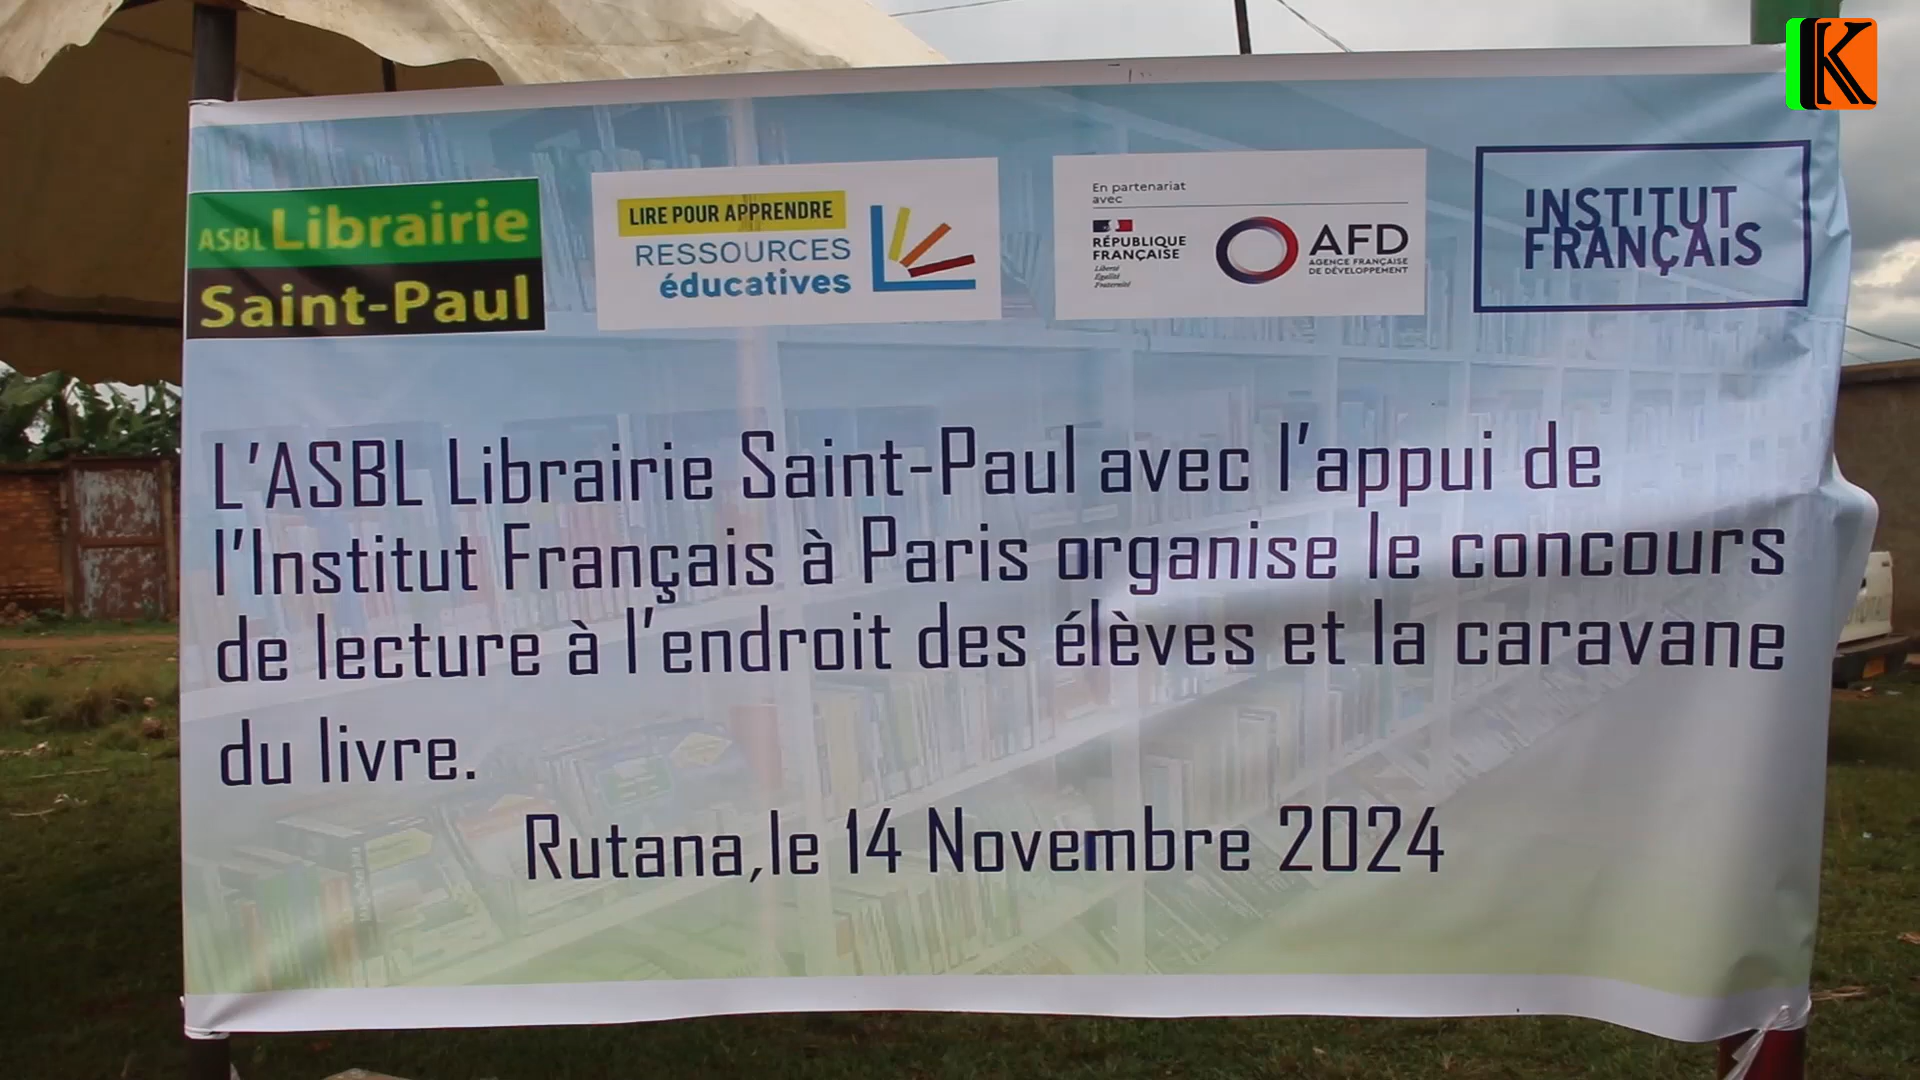 K
ASBL Librairie
Saint-Paul
LIRE POUR APPRENDRE
RESSOURCES
éducatives
En partenariat
avec
RÉPUBLIQUE
FRANÇAISE
Liberté
Égalité
Fraternité
AFD
AGENCE FRANÇAISE
DE DÉVELOPPEMENT
INSTITUT
FRANÇAIS
L'ASBL Librairie Saint-Paul avec l'appui de
l'Institut Français à Paris organise le concours
de lecture à l'endroit des élèves et la caravane
du livre.
Rutana,le 14 Novembre 2024